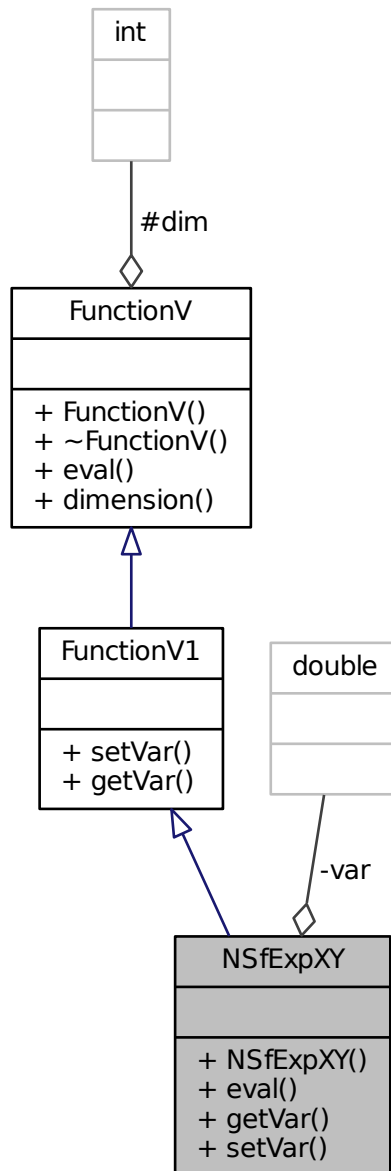 int
#dim
FunctionV
+ FunctionV()
+ ~FunctionV()
+ eval()
+ dimension()
FunctionV1
+ setVar()
+ getVar()
double
-var
NSfExpXY
+ NSfExpXY()
+ eval()
+ getVar()
+ setVar()